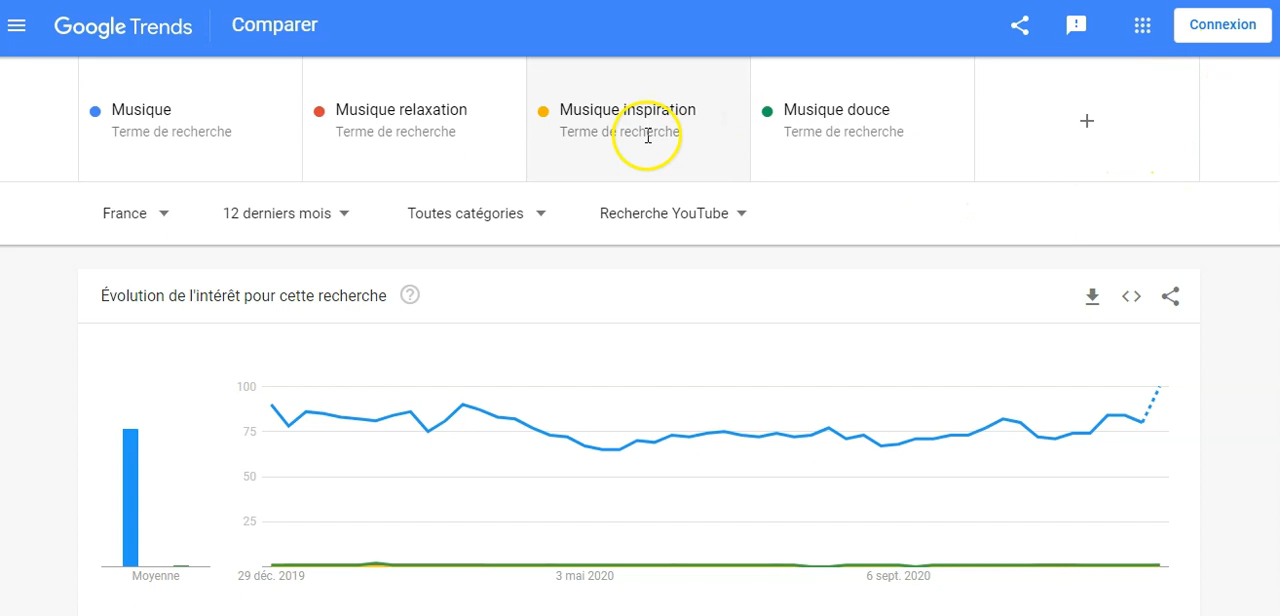 Google Trends Comparer Connexion
Musique Musique relaxation Musique inspiration Musique douce
Terme de recherche Terme de recherche Terme de recherche Terme de recherche +
France 12 derniers mois Toutes catégories Recherche YouTube
Évolution de l'intérêt pour cette recherche ?
100
75
50
25
Moyenne 29 déc. 2019 3 mai 2020 6 sept. 2020